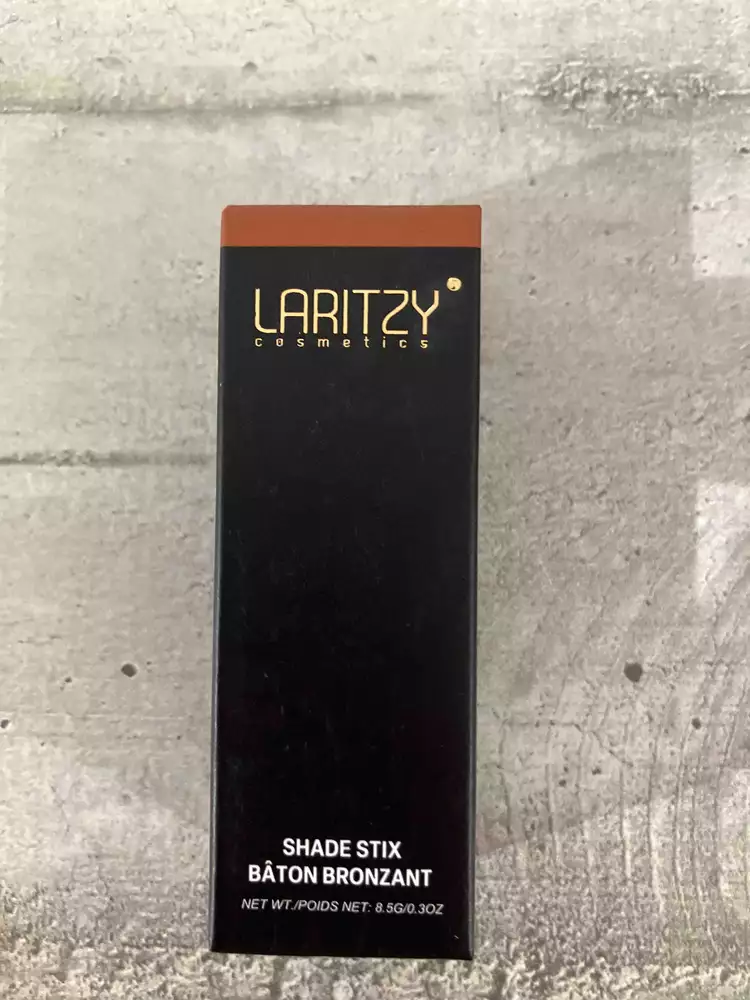 LARITZY
cosmetics
SHADE STIX
BÂTON BRONZANT
NET WT./POIDS NET: 8.5G/0.3OZ